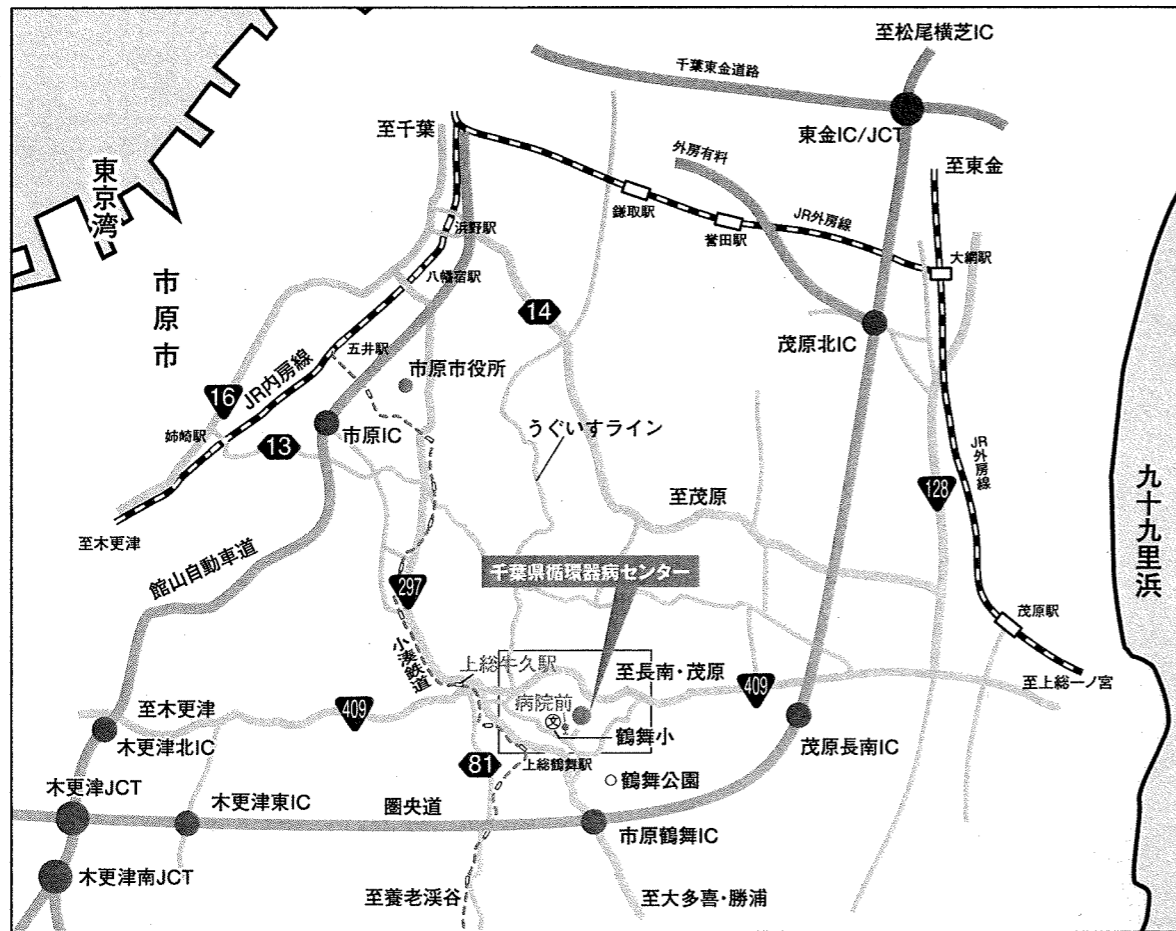 至松尾横芝IC
千葉東金道路
東金IC/JCT
至千葉
外房有料
至東金
東京湾
鎌取駅
誉田駅
JR外房線
浜野駅
大網駅
八幡宿駅
市原市
14
茂原北IC
五井駅
市原市役所
JR内房線
16
姉崎駅
13
市原IC
うぐいすライン
JR外房線
128
九十九里浜
至茂原
至木更津
館山自動車道
千葉県循環器病センター
297
小湊鉄道
茂原駅
上総牛久駅
至長南・茂原
至上総一ノ宮
409
病院前
文
至木更津
409
木更津北IC
鶴舞小
茂原長南IC
81
上総鶴舞駅
鶴舞公園
木更津JCT
木更津東IC
圏央道
市原鶴舞IC
木更津南JCT
至養老渓谷
至大多喜・勝浦